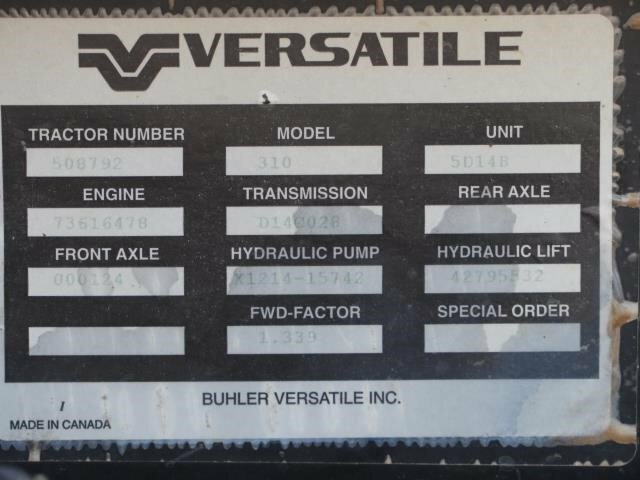 VERSATILE
TRACTOR NUMBER MODEL UNIT
508792 310 5D14B
ENGINE TRANSMISSION REAR AXLE
73616478 D14C028
FRONT AXLE HYDRAULIC PUMP HYDRAULIC LIFT
000124 X1214-15742
FWD-FACTOR SPECIAL ORDER
1.339
BUHLER VERSATILE INC.
MADE IN CANADA